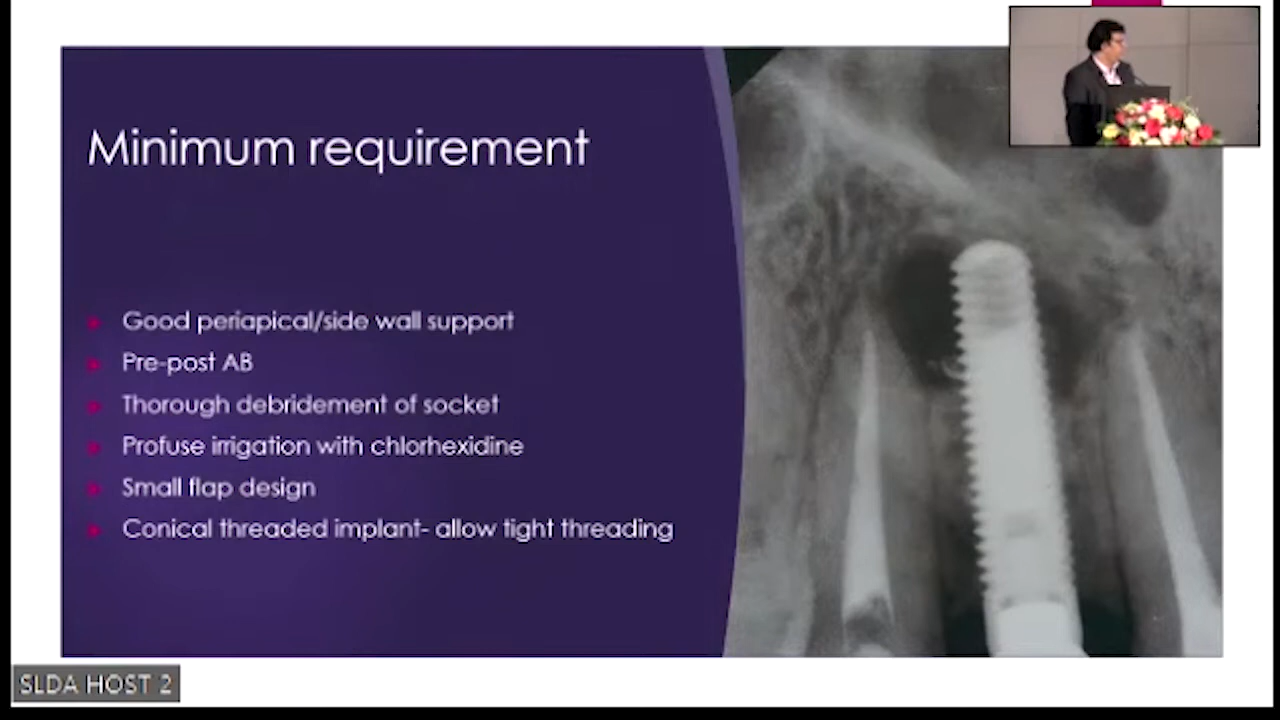 Minimum requirement
Good periapical/side wall support
Pre-post AB
Thorough debridement of socket
Profuse irrigation with chlorhexidine
Small flap design
Conical threaded implant- allow tight threading
SLDA HOST 2